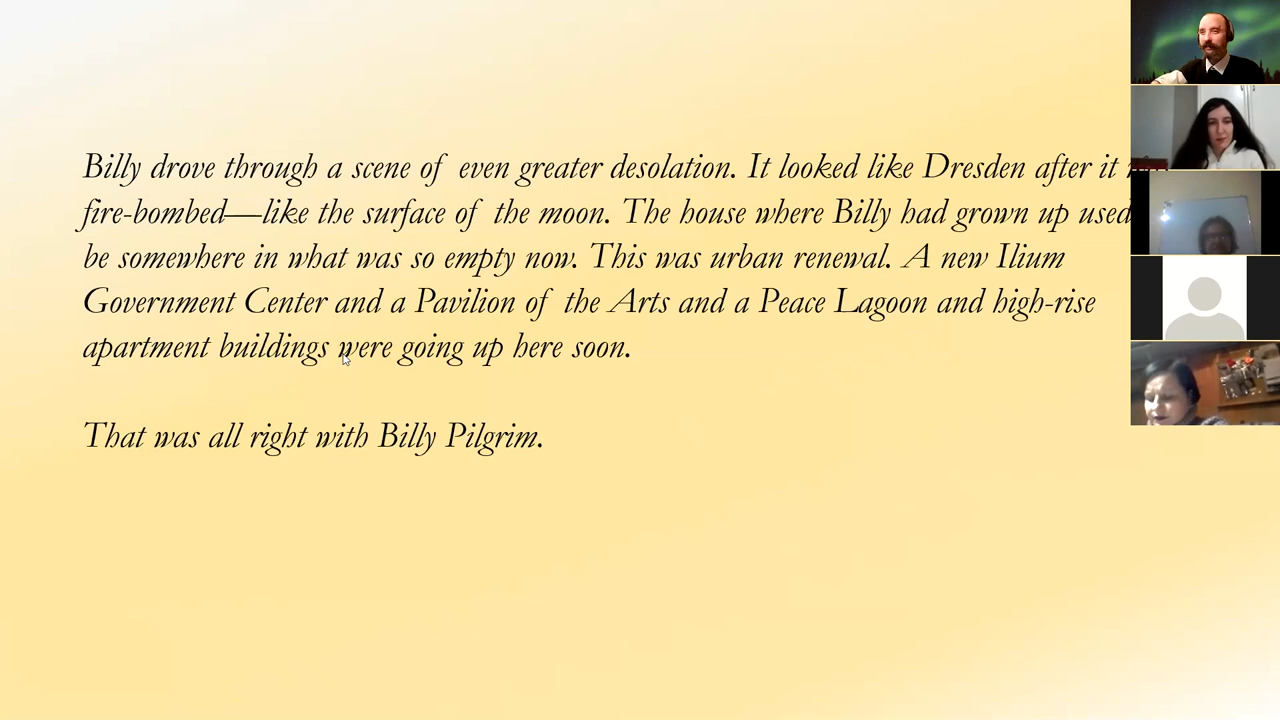 Billy drove through a scene of even greater desolation. It looked like Dresden after it
fire-bombed—like the surface of the moon. The house where Billy had grown up used
be somewhere in what was so empty now. This was urban renewal. A new Ilium
Government Center and a Pavilion of the Arts and a Peace Lagoon and high-rise
apartment buildings were going up here soon.
That was all right with Billy Pilgrim.